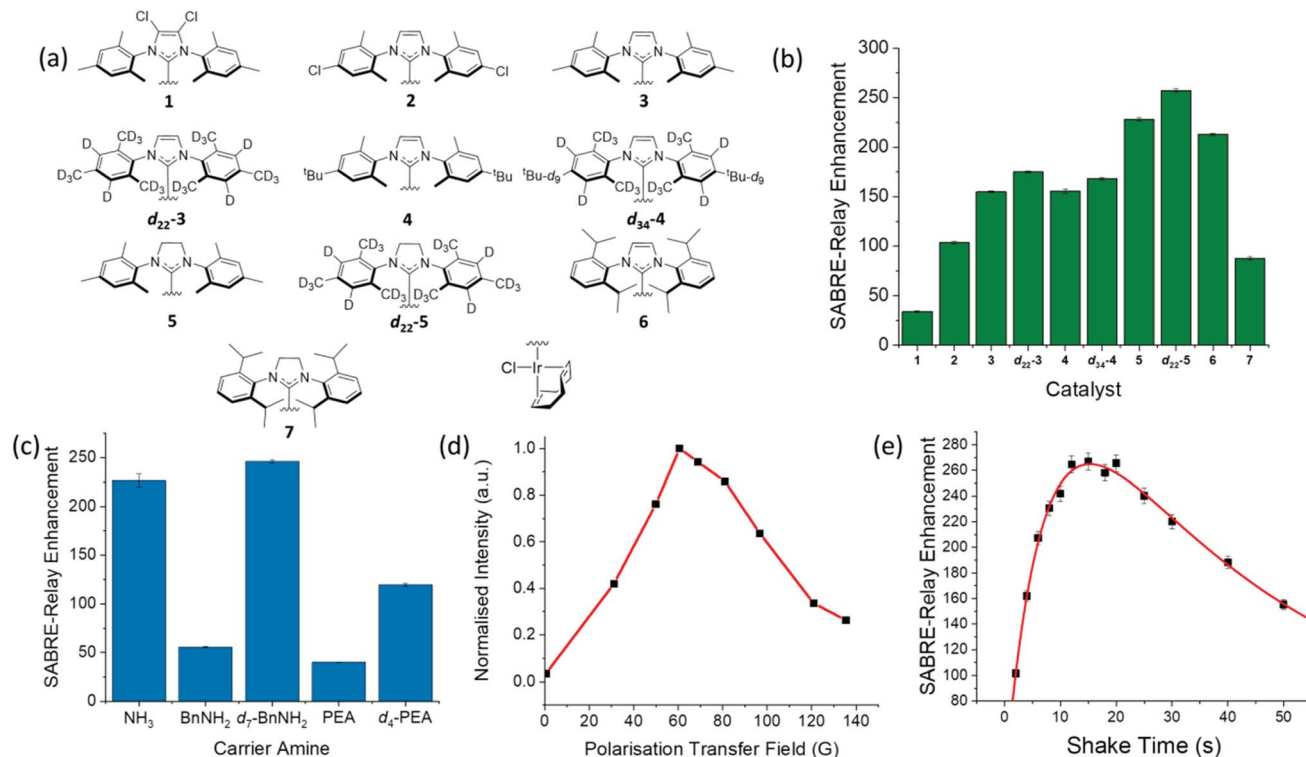 (a)
Cl Cl
N N
1
Cl N N Cl
2
N N
3
D CD3 D3C D
D3C N N CD3
D CD3 D3C D
d22-3
N N
tBu tBu
4
D CD3 D3C D
tBu-d9 N N tBu-d9
D CD3 D3C D
d34-4
N N
5
D CD3 D3C D
D3C N N CD3
D CD3 D3C D
d22-5
N N
6
N N
7
Cl Ir
(b)
SABRE-Relay Enhancement
300
250
200
150
100
50
0
1 2 3 d22-3 4 d34-4 5 d22-5 6 7
Catalyst
(c)
SABRE-Relay Enhancement
250
200
150
100
50
0
NH3 BnNH2 d7-BnNH2 PEA d4-PEA
Carrier Amine
(d)
Normalised Intensity (a.u.)
1.0
0.8
0.6
0.4
0.2
0.0
0 20 40 60 80 100 120 140
Polarisation Transfer Field (G)
(e)
SABRE-Relay Enhancement
280
260
240
220
200
180
160
140
120
100
80
0 10 20 30 40 50
Shake Time (s)